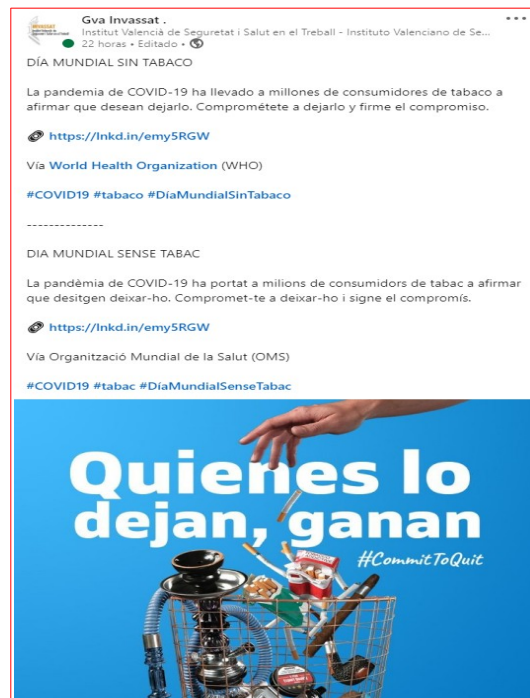 Gva Invassat .
Institut Valencià de Seguretat i Salut en el Treball - Instituto Valenciano de Se...
22 horas • Editado •
DÍA MUNDIAL SIN TABACO
La pandemia de COVID-19 ha llevado a millones de consumidores de tabaco a
afirmar que desean dejarlo. Comprométete a dejarlo y firme el compromiso.
https://lnkd.in/emy5RGW
Vía World Health Organization (WHO)
#COVID19 #tabaco #DíaMundialSinTabaco
--------------
DIA MUNDIAL SENSE TABAC
La pandèmia de COVID-19 ha portat a milions de consumidors de tabac a afirmar
que desitgen deixar-ho. Compromet-te a deixar-ho i signe el compromís.
https://lnkd.in/emy5RGW
Vía Organització Mundial de la Salut (OMS)
#COVID19 #tabac #DíaMundialSenseTabac
Quienes lo
dejan, ganan
#CommitToQuit